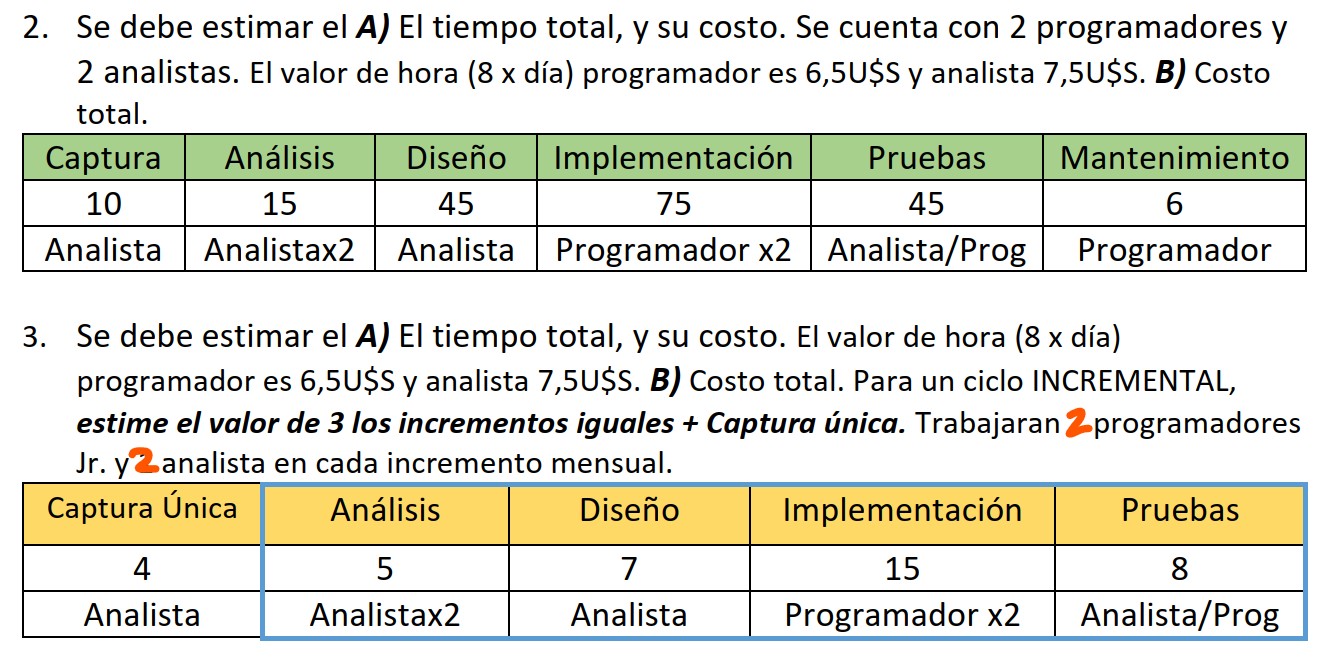 2. Se debe estimar el A) El tiempo total, y su costo. Se cuenta con 2 programadores y
2 analistas. El valor de hora (8 x día) programador es 6,5U$S y analista 7,5U$S. B) Costo
total.
Captura Análisis Diseño Implementación Pruebas Mantenimiento
10 15 45 75 45 6
Analista Analistax2 Analista Programador x2 Analista/Prog Programador
3. Se debe estimar el A) El tiempo total, y su costo. El valor de hora (8 x día)
programador es 6,5U$S y analista 7,5U$S. B) Costo total. Para un ciclo INCREMENTAL,
estime el valor de 3 los incrementos iguales + Captura única. Trabajaran 2 programadores
Jr. y 2 analista en cada incremento mensual.
Captura Única Análisis Diseño Implementación Pruebas
4 5 7 15 8
Analista Analistax2 Analista Programador x2 Analista/Prog